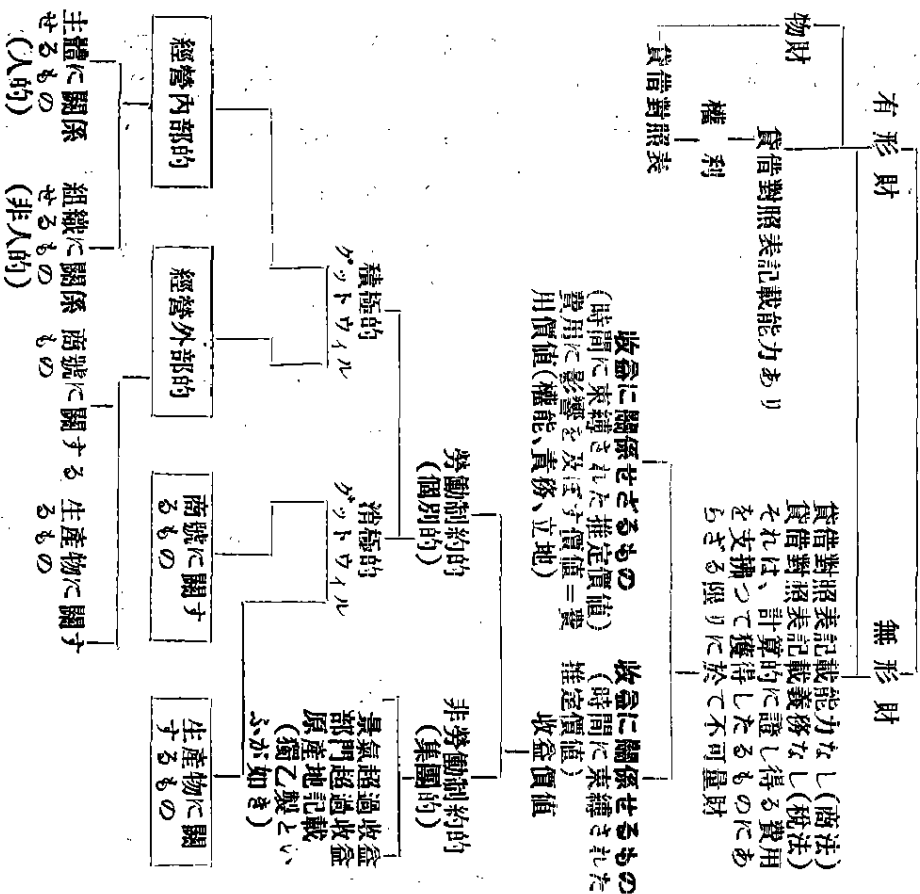 有形財
無形財
貸借對照表記載能力あり
物財
權利
貸借對照表
貸借對照表記載能力なし(商法)
貸借對照表記載義務なし(税法)
それは、計算的に證し得る費用
を支拂つて獲得したるものにあ
らざる限りに於て不可量財
收益に關係せざるもの
(時間に束縛された推定價値)
費用に影響を及ぼす價値=費
用價値(權能、責務、立地)
收益に關係せるもの
(時間に束縛された
推定價値)
收益價値
勞働制約的
(個別的)
非勞働制約的
(集團的)
積極的
グットウィル
消極的
グットウィル
景氣超過收益
部門超過收益
原產地記載
(獨乙製とい
ふが如き)
經營內部的
經營外部的
商號に關す
るもの
生產物に關
するもの
主體に關係
せるもの
(人的)
組織に關係
せるもの
(非人的)
商號に關する
もの
生產物に關す
るもの